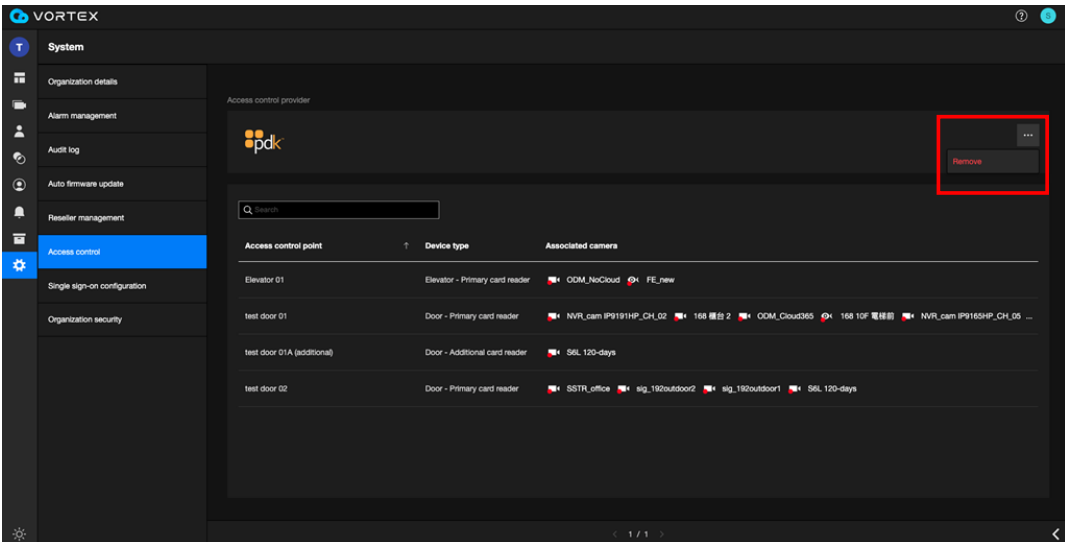 VORTEX
S
T
System
Organization details
Alarm management
Audit log
Auto firmware update
Reseller management
Access control
Single sign-on configuration
Organization security
Access control provider
pdk
...
Remove
Search
Access control point ↑ Device type Associated camera
Elevator 01 Elevator - Primary card reader ODM_NoCloud FE_new
test door 01 Door - Primary card reader NVR_cam IP9191HP_CH_02 168 櫃台 2 ODM_Cloud365 168 10F 電梯前 NVR_cam IP9165HP_CH_05 ...
test door 01A (additional) Door - Additional card reader S6L 120-days
test door 02 Door - Primary card reader SSTR_office sig_192outdoor2 sig_192outdoor1 S6L 120-days
< 1 / 1 >